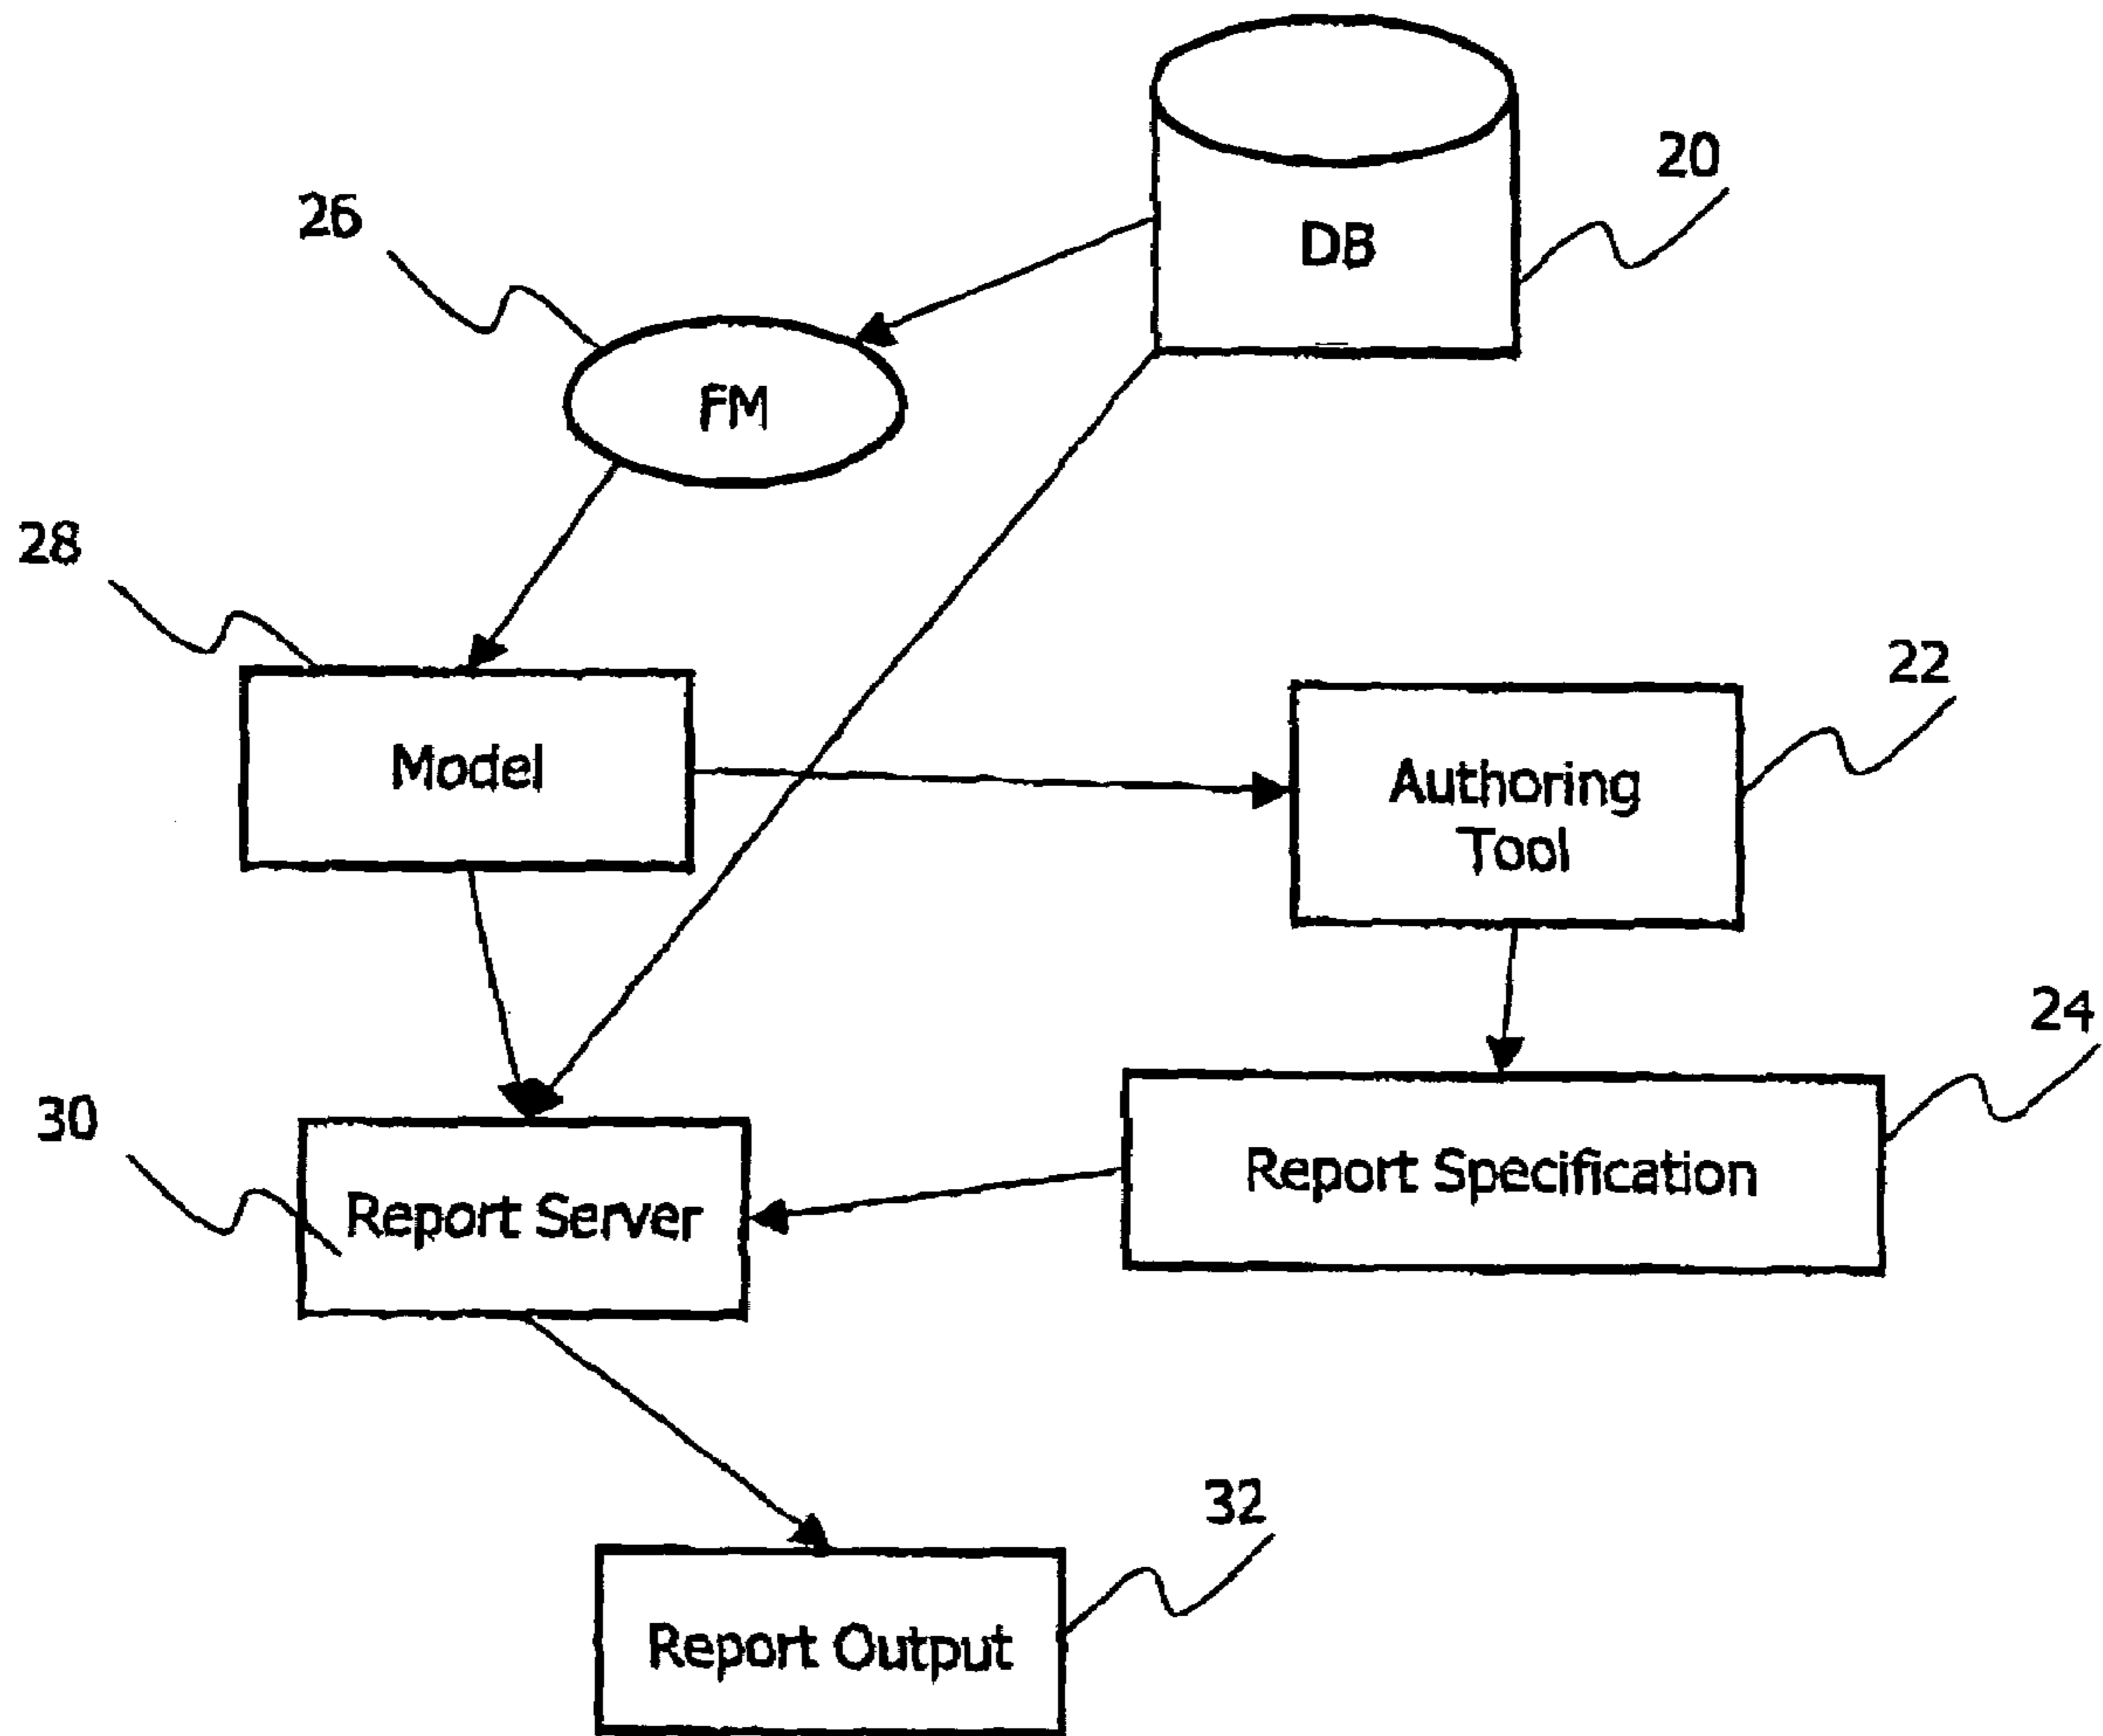 20
DB
26
FM
28
22
Model
Authoring
Tool
24
30
Report Specification
Report Server
32
Report Output